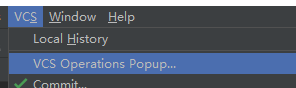 VCS Window Help
Local History
VCS Operations Popup...
Commit...